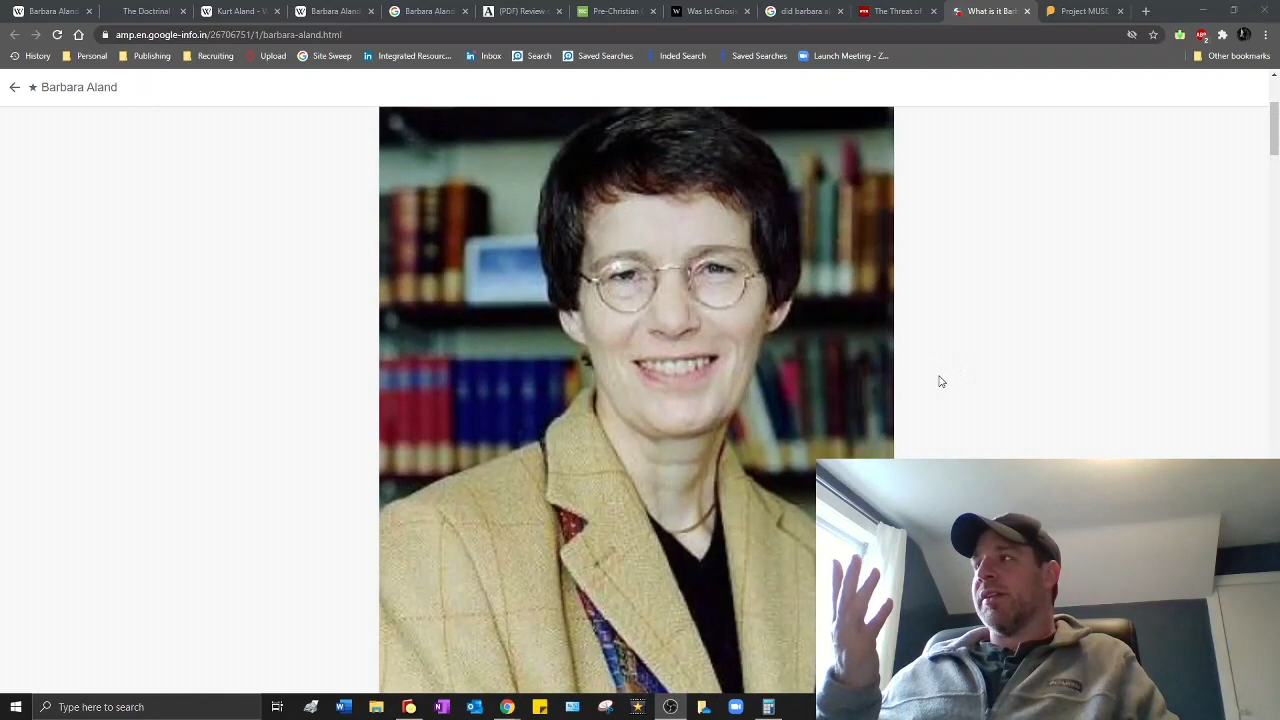 Barbara Aland
The Doctrinal
Kurt Aland - W
Barbara Aland -
Barbara Aland
(PDF) Review o
Pre-Christian G
Was Ist Gnosis
did barbara al
The Threat of
What is it Barb
Project MUSE
amp.en.google-info.in/26706751/1/barbara-aland.html
History
Personal
Publishing
Recruiting
Upload
Site Sweep
Integrated Resourc...
Inbox
Search
Saved Searches
Indeed Search
Saved Searches
Launch Meeting - Z...
Other bookmarks
★ Barbara Aland
Type here to search